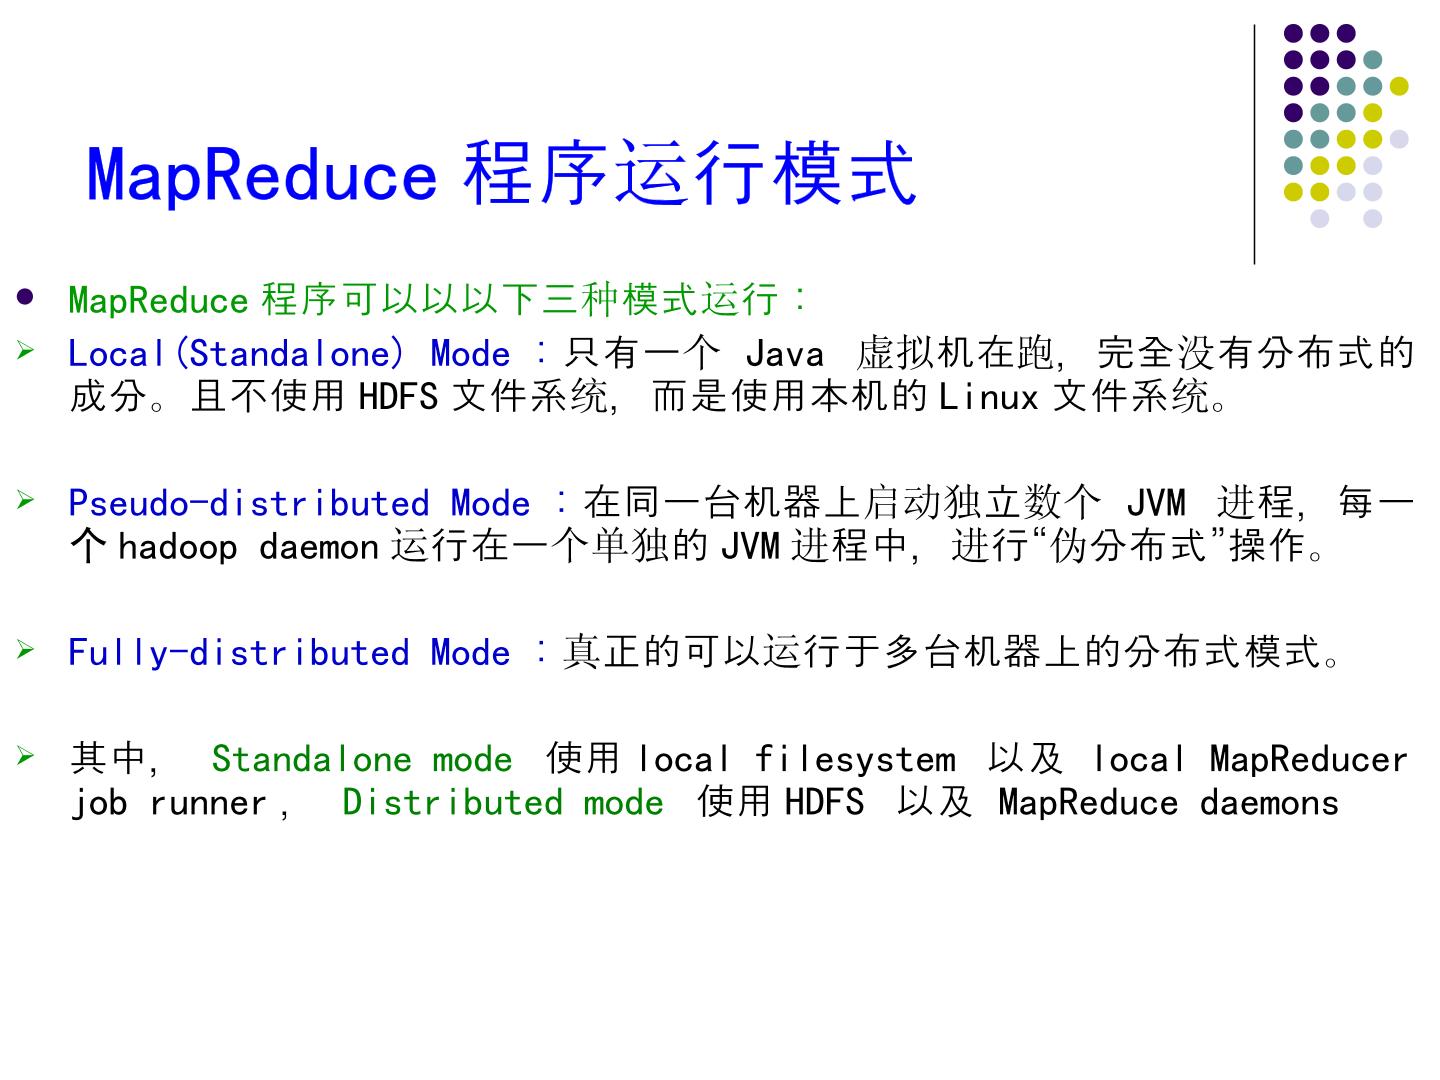 MapReduce 程序运行模式
MapReduce 程序可以以以下三种模式运行：
Local(Standalone) Mode ：只有一个 Java 虚拟机在跑，完全没有分布式的
成分。且不使用 HDFS 文件系统，而是使用本机的 Linux 文件系统。
Pseudo-distributed Mode ：在同一台机器上启动独立数个 JVM 进程，每一
个 hadoop daemon 运行在一个单独的 JVM 进程中，进行“伪分布式”操作。
Fully-distributed Mode ：真正的可以运行于多台机器上的分布式模式。
其中， Standalone mode 使用 local filesystem 以及 local MapReducer
job runner ， Distributed mode 使用 HDFS 以及 MapReduce daemons